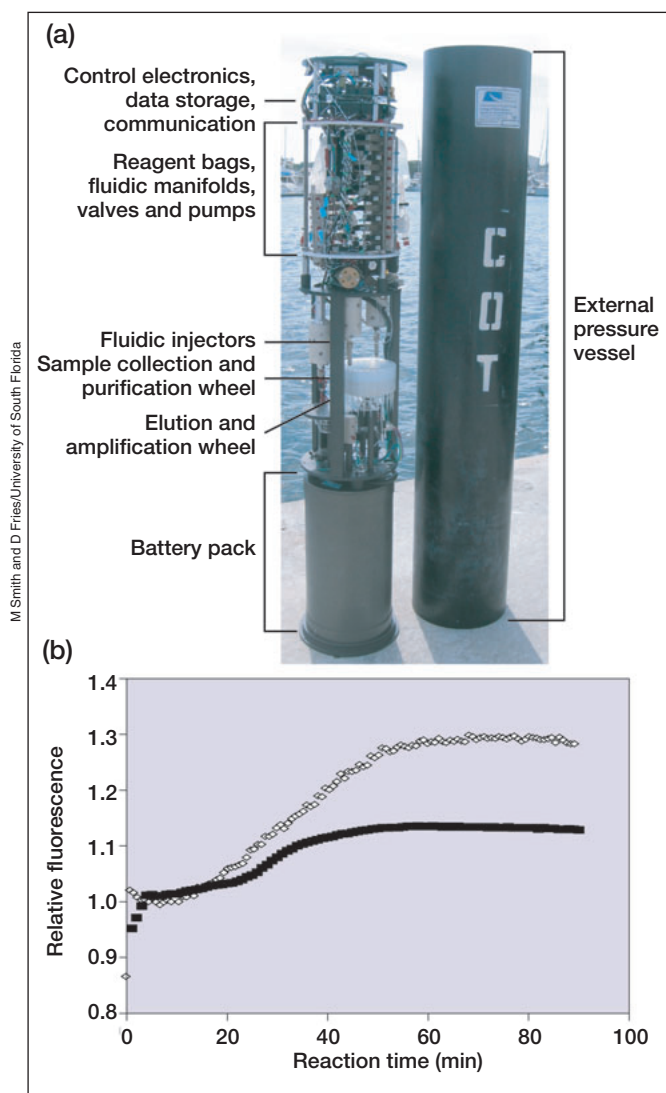 (a)
Control electronics,
data storage,
communication
Reagent bags,
fluidic manifolds,
valves and pumps
Fluidic injectors
Sample collection and
purification wheel
Elution and
amplification wheel
Battery pack
C
O
T
External
pressure
vessel
M Smith and D Fries/University of South Florida
(b)
1.4
1.3
1.2
1.1
1.0
0.9
0.8
Relative fluorescence
0
20
40
60
80
100
Reaction time (min)